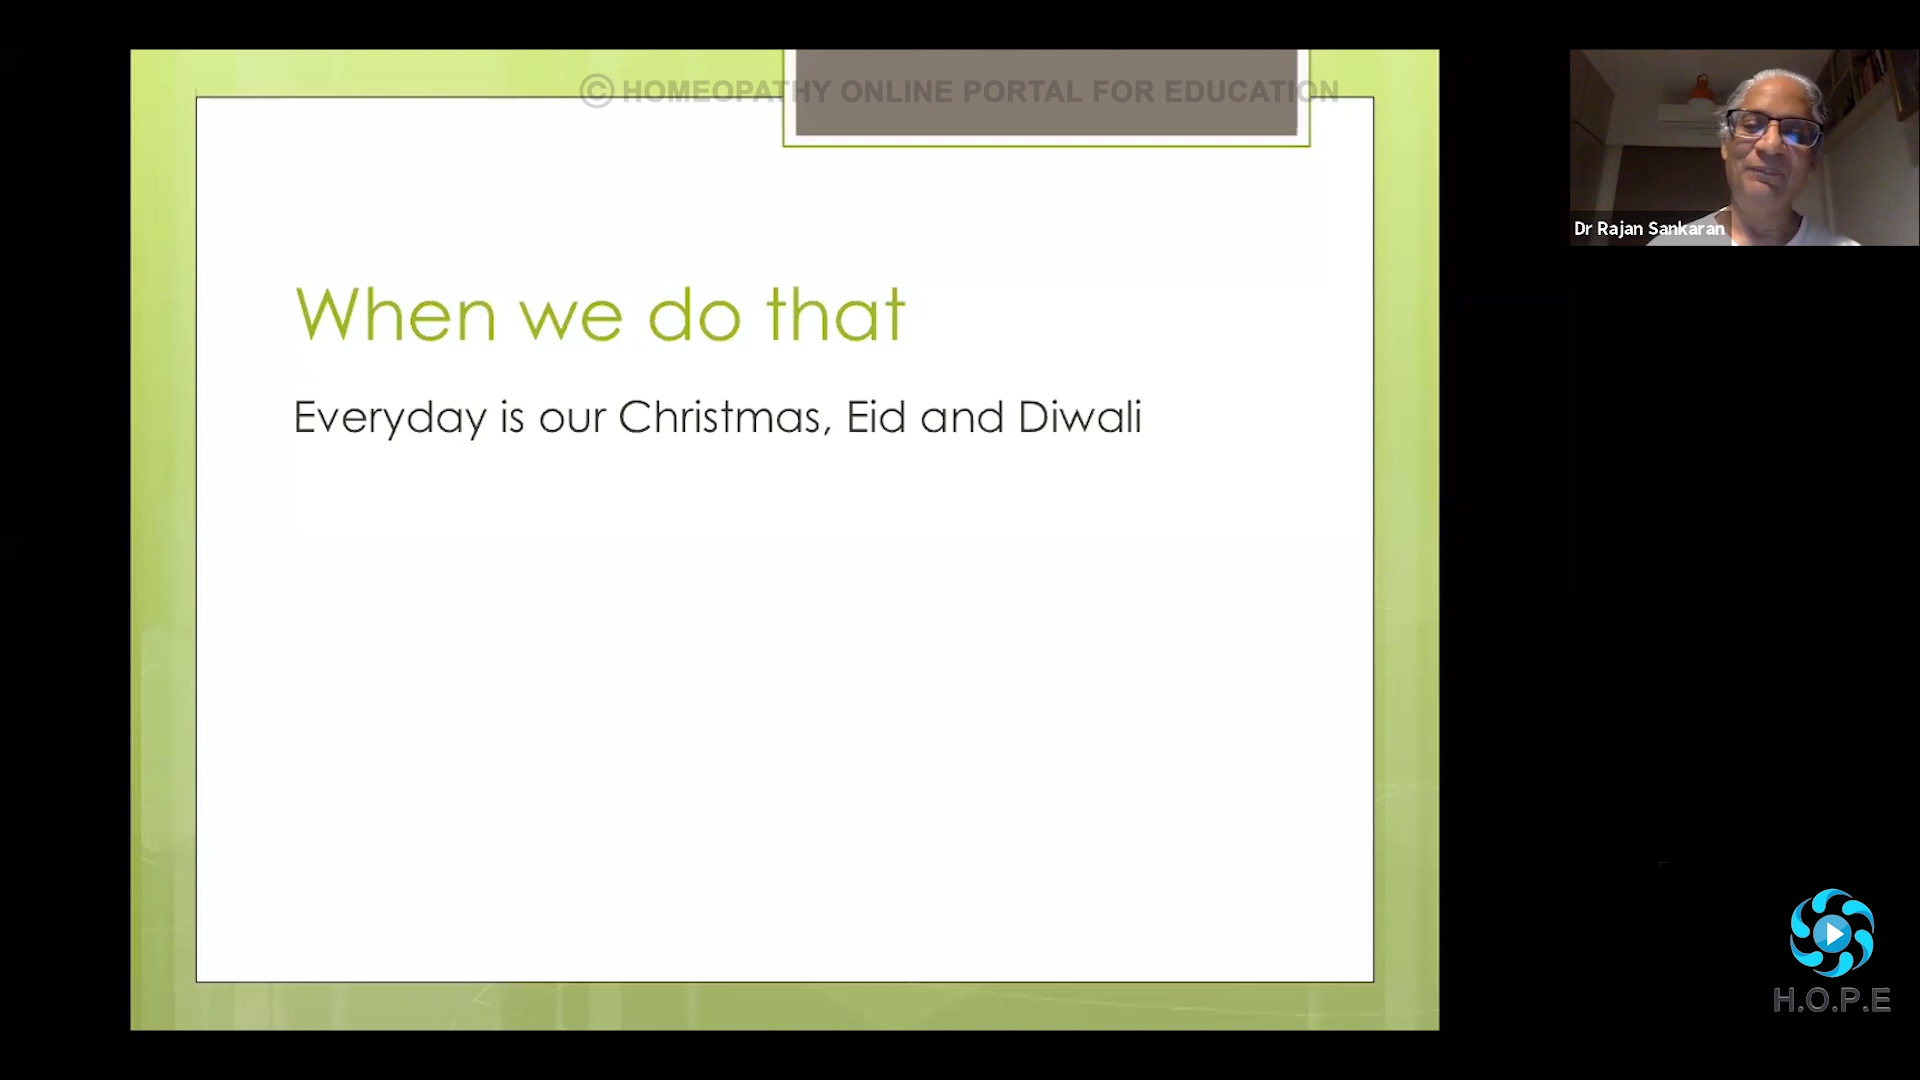 © HOMEOPATHY ONLINE PORTAL FOR EDUCATION
When we do that
Everyday is our Christmas, Eid and Diwali
Dr Rajan Sankaran
H.O.P.E